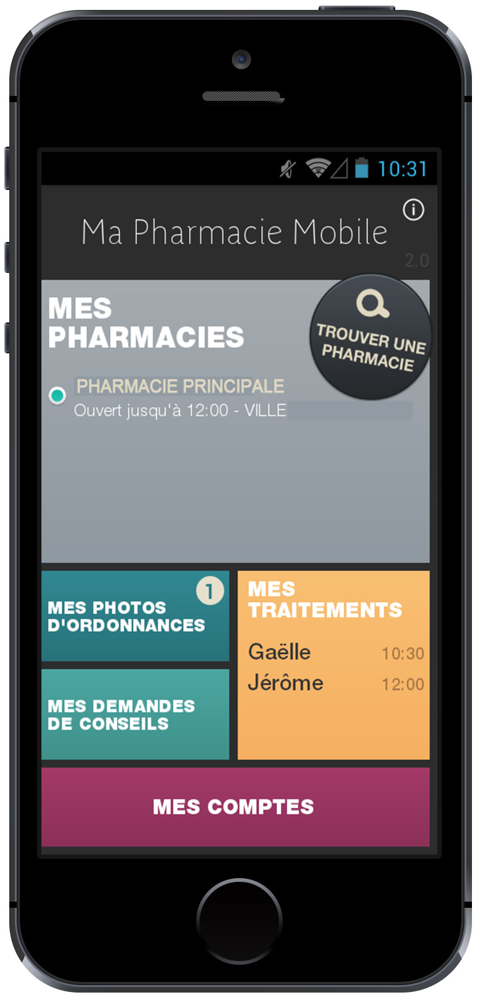 10:31
Ma Pharmacie Mobile
2.0
MES
PHARMACIES
TROUVER UNE
PHARMACIE
PHARMACIE PRINCIPALE
Ouvert jusqu'à 12:00 - VILLE
1
MES PHOTOS
D'ORDONNANCES
MES
TRAITEMENTS
Gaëlle 10:30
Jérôme 12:00
MES DEMANDES
DE CONSEILS
MES COMPTES